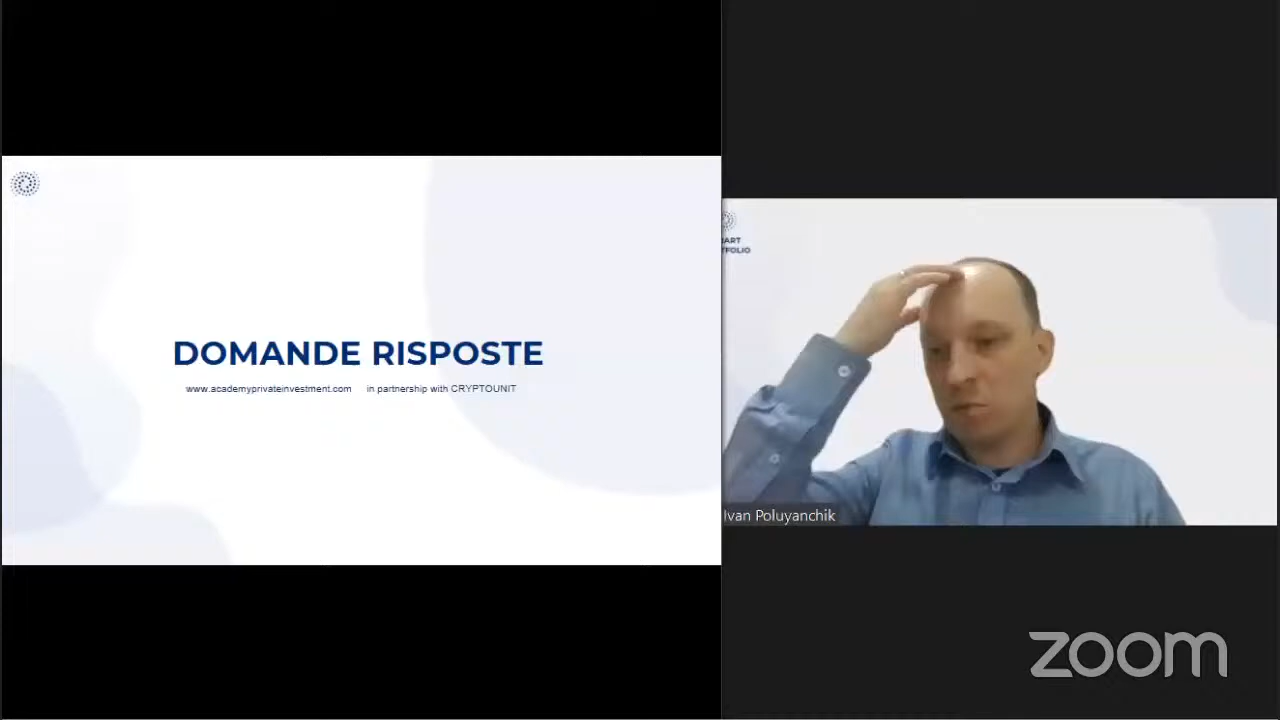 DOMANDE RISPOSTE
www.academyprivateinvestment.com in partnership with CRYPTOUNIT
Ivan Poluyanchik
zoom